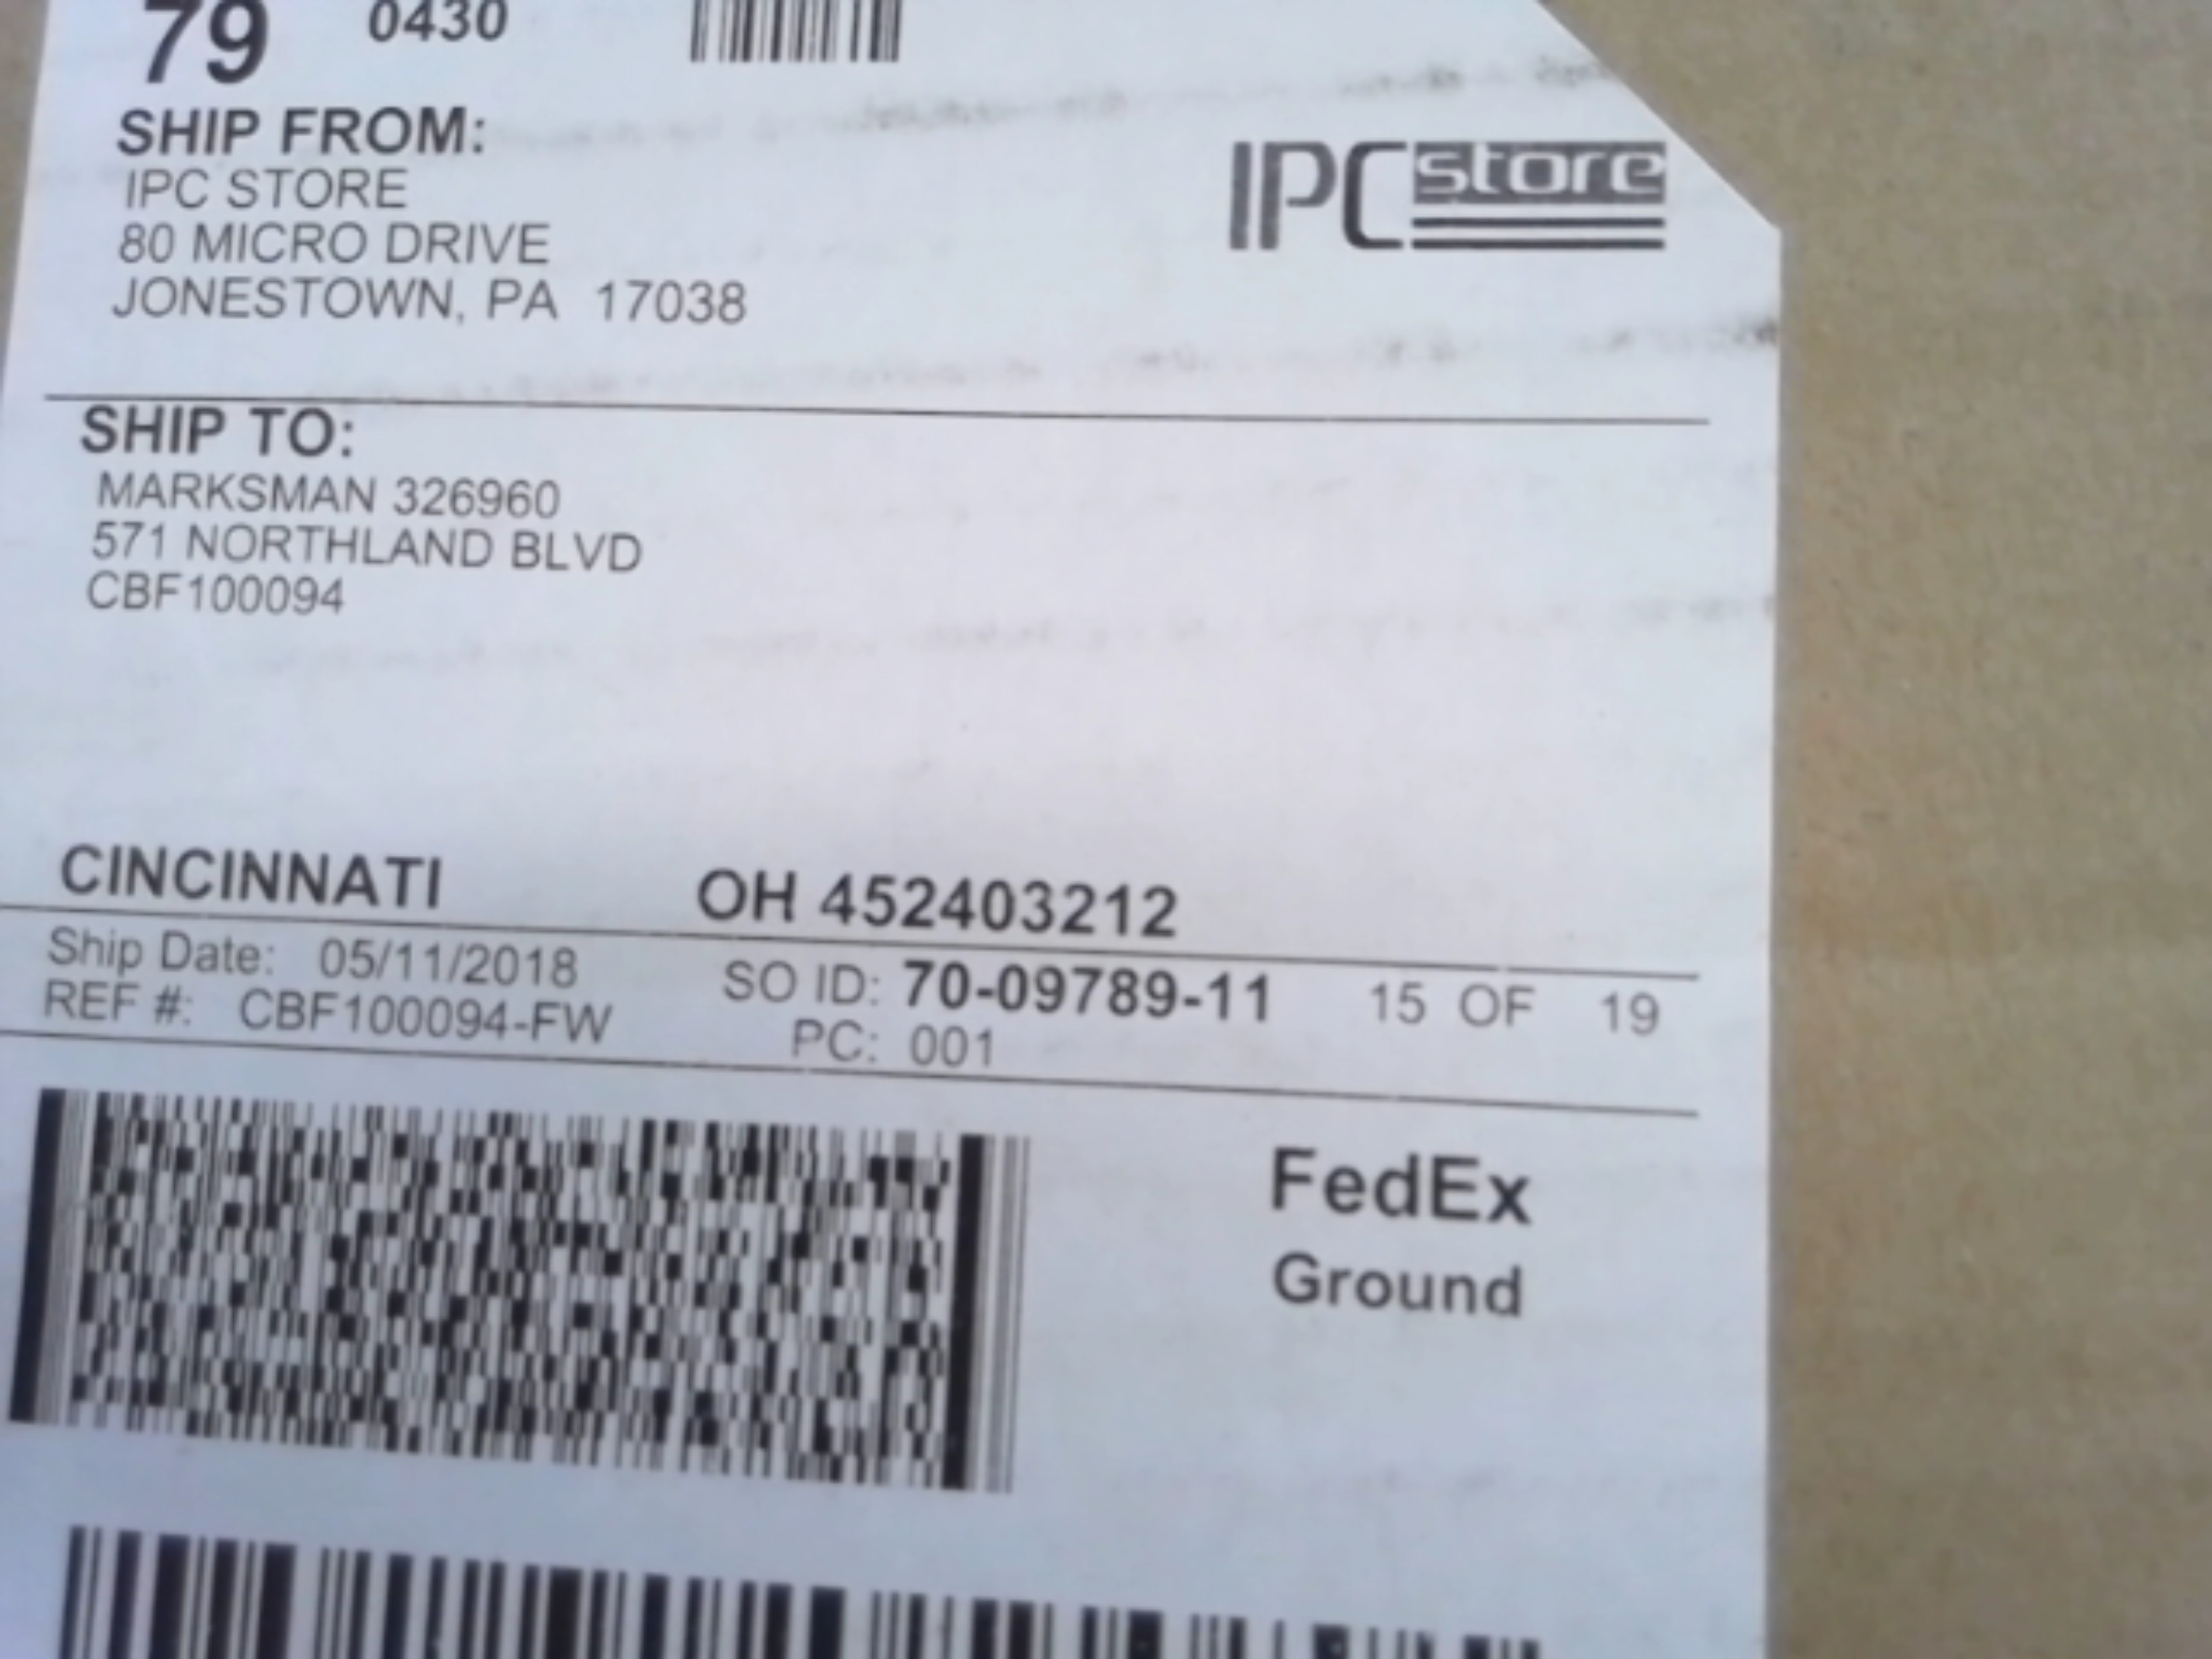 79 0430
SHIP FROM:
IPC STORE
80 MICRO DRIVE
JONESTOWN, PA 17038
IPC store
SHIP TO:
MARKSMAN 326960
571 NORTHLAND BLVD
CBF100094
CINCINNATI OH 452403212
Ship Date: 05/11/2018 SO ID: 70-09789-11 15 OF 19
REF #: CBF100094-FW PC: 001
FedEx
Ground